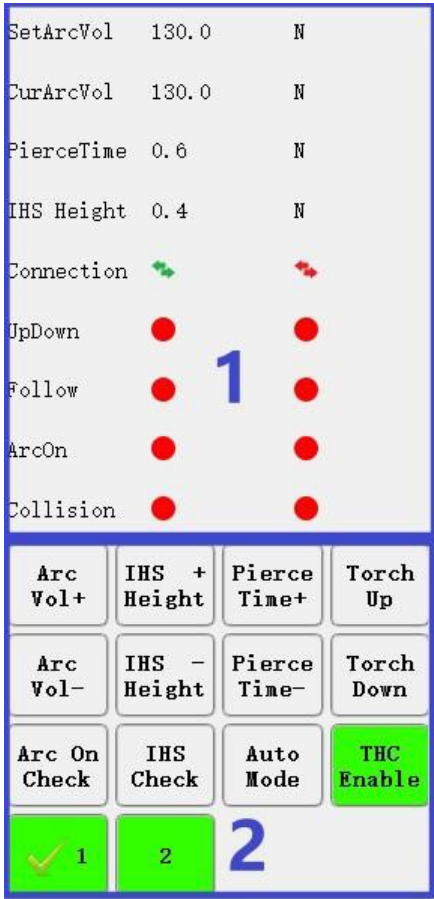 SetArcVol 130.0 N
CurArcVol 130.0 N
PierceTime 0.6 N
IHS Height 0.4 N
Connection
UpDown
Follow
1
ArcOn
Collision
Arc Vol+
IHS + Height
Pierce Time+
Torch Up
Arc Vol-
IHS - Height
Pierce Time-
Torch Down
Arc On Check
IHS Check
Auto Mode
THC Enable
1
2
2